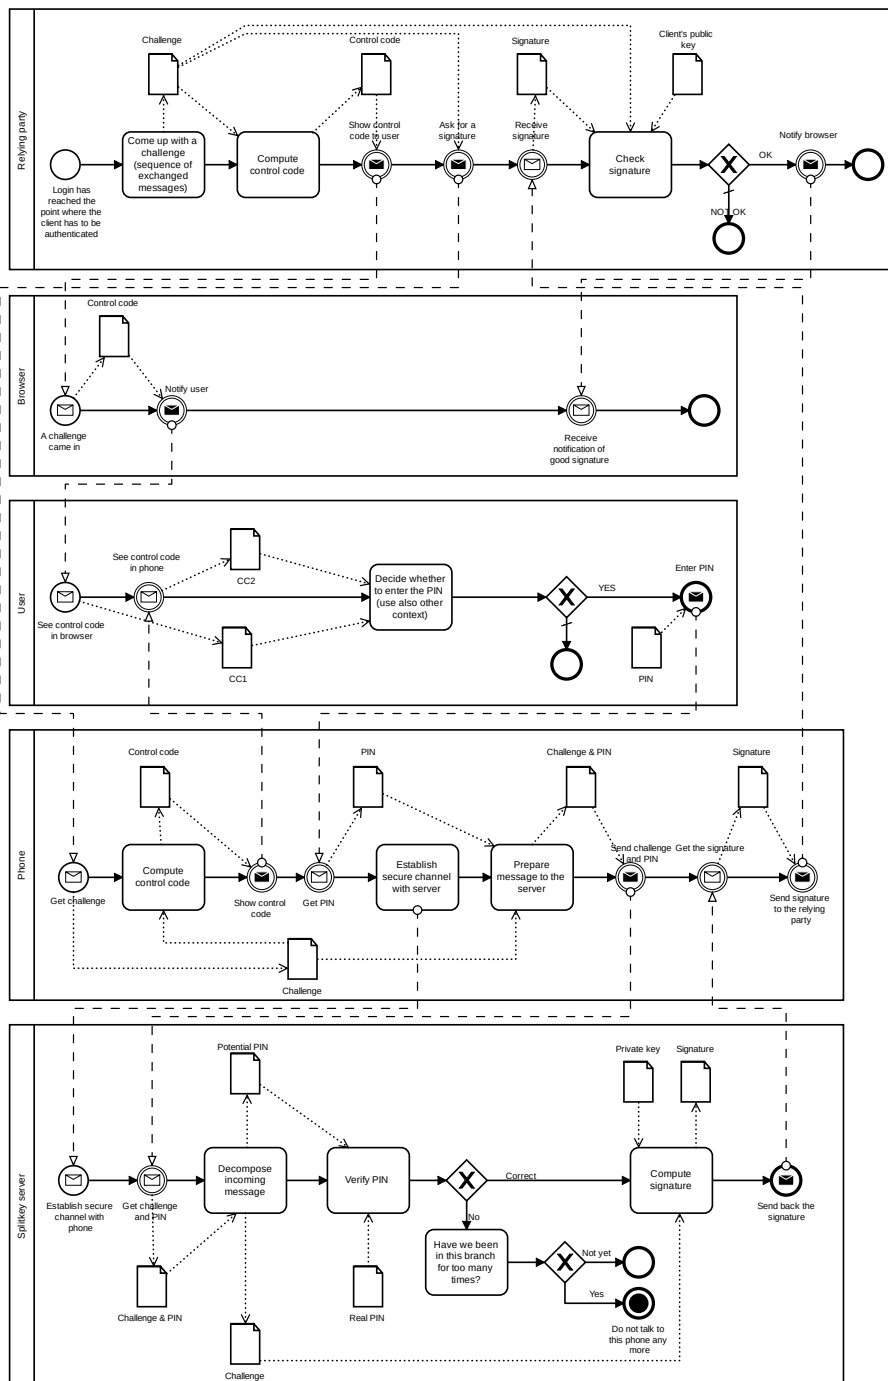 Relying party
Challenge
Control code
Signature
Client's public
key
Login has
reached the
point where the
client has to be
authenticated
Come up with a
challenge
(sequence of
exchanged
messages)
Compute
control code
Show control
code to user
Ask for a
signature
Receive
signature
Check
signature
OK
NOT OK
Notify browser
Browser
Control code
A challenge
came in
Notify user
Receive
notification of
good signature
User
See control code
in browser
See control code
in phone
CC2
CC1
Decide whether
to enter the PIN
(use also other
context)
YES
Enter PIN
PIN
Phone
Control code
PIN
Challenge & PIN
Signature
Get challenge
Compute
control code
Show control
code
Get PIN
Establish
secure channel
with server
Prepare
message to the
server
Send challenge
and PIN
Get the signature
Send signature
to the relying
party
Challenge
Splitkey server
Potential PIN
Private key
Signature
Establish secure
channel with
phone
Get challenge
and PIN
Decompose
incoming
message
Verify PIN
Correct
No
Compute
signature
Send back the
signature
Have we been
in this branch
for too many
times?
Not yet
Yes
Do not talk to
this phone any
more
Challenge & PIN
Real PIN
Challenge